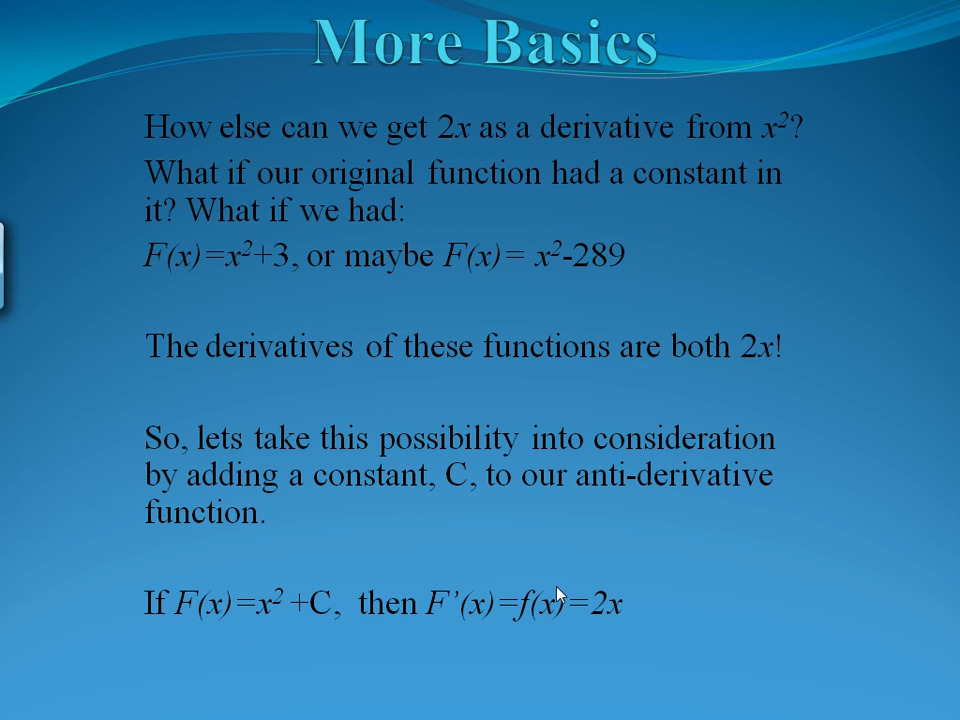 More Basics
How else can we get 2x as a derivative from x²?
What if our original function had a constant in
it? What if we had:
F(x)=x²+3, or maybe F(x)= x²-289
The derivatives of these functions are both 2x!
So, lets take this possibility into consideration
by adding a constant, C, to our anti-derivative
function.
If F(x)=x² +C,  then F’(x)=f(x)=2x